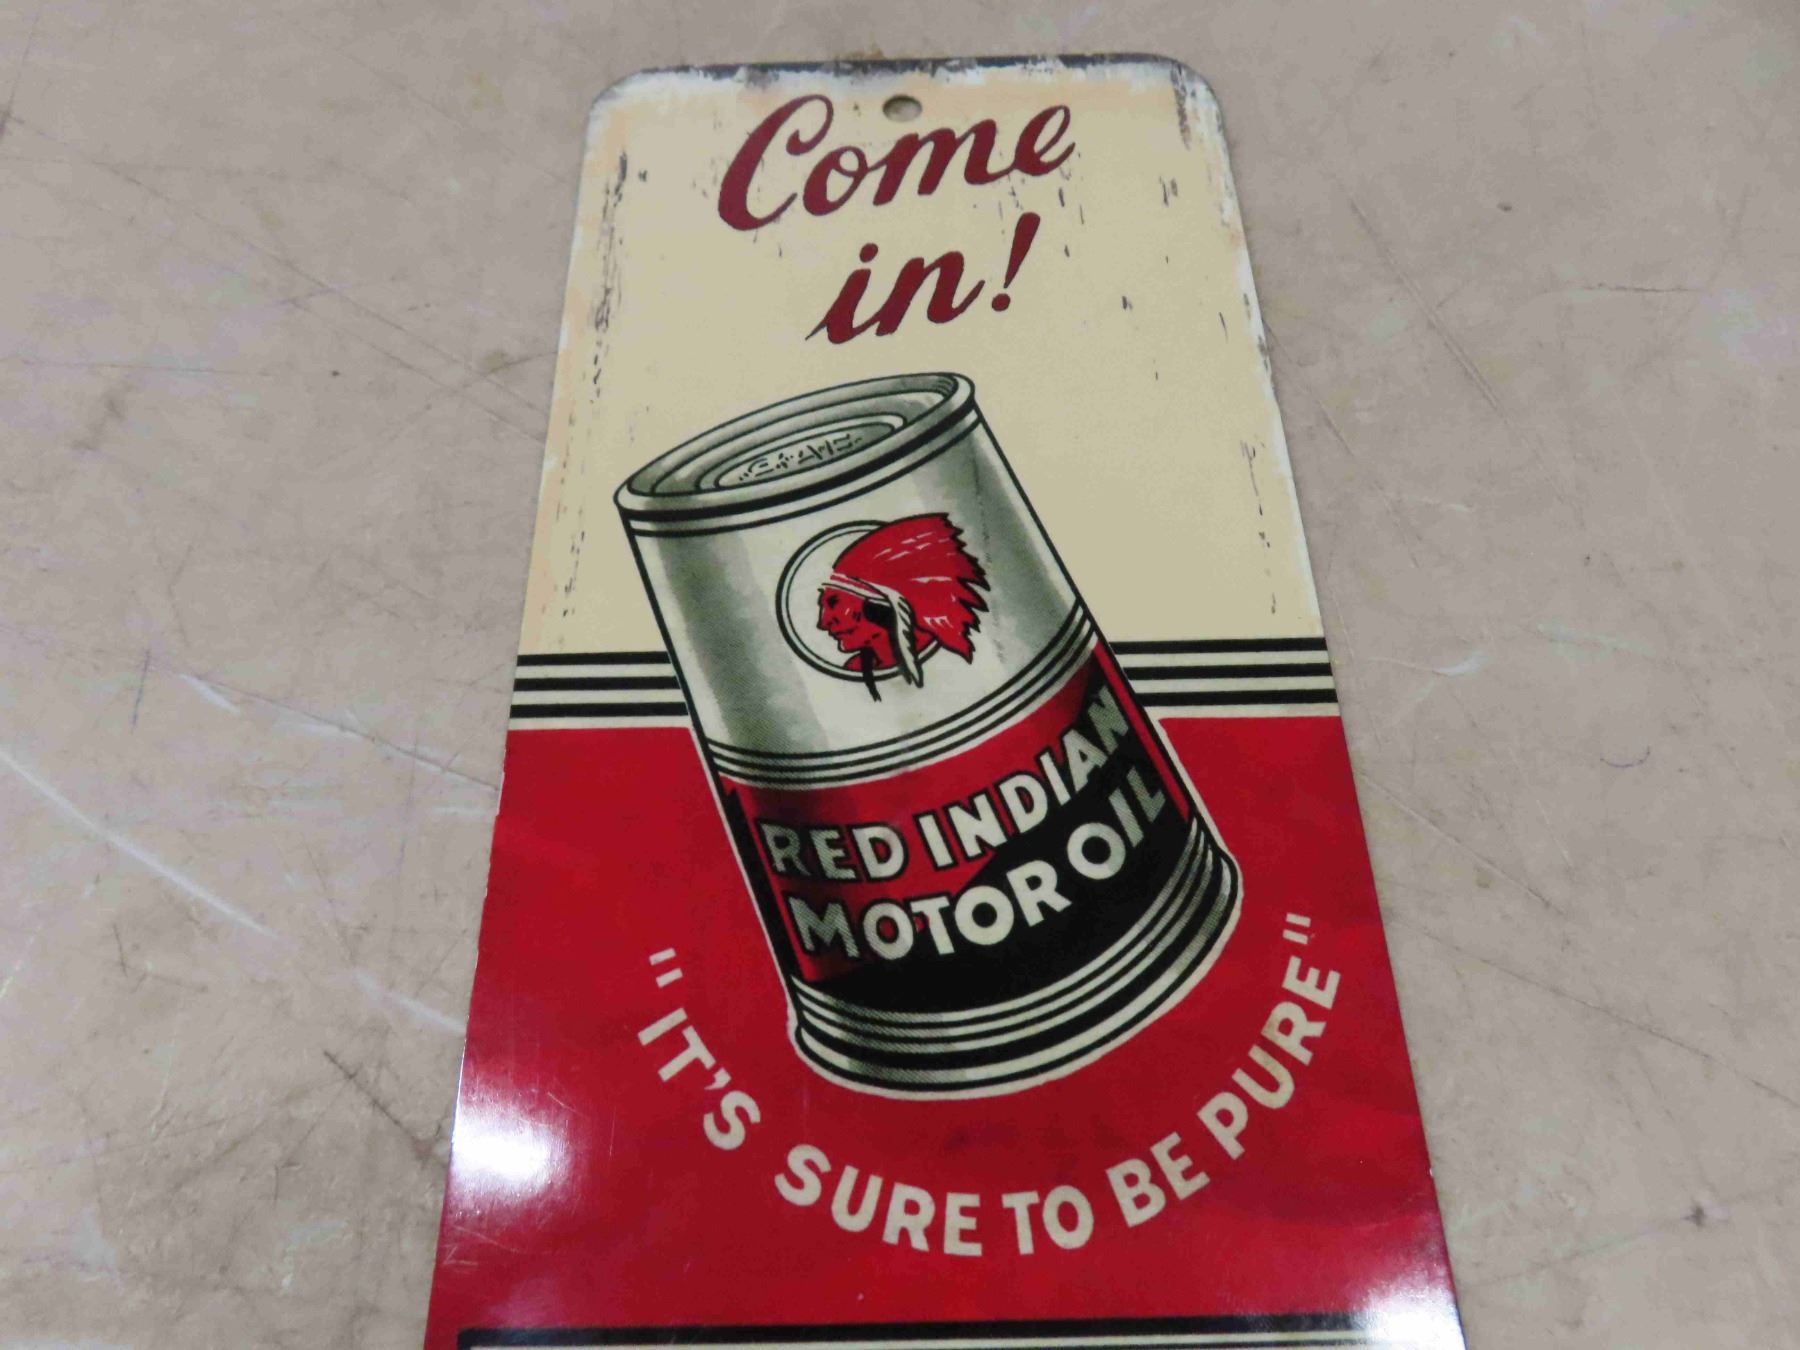 Come
in!
RED INDIAN
MOTOR OIL
"IT'S SURE TO BE PURE"